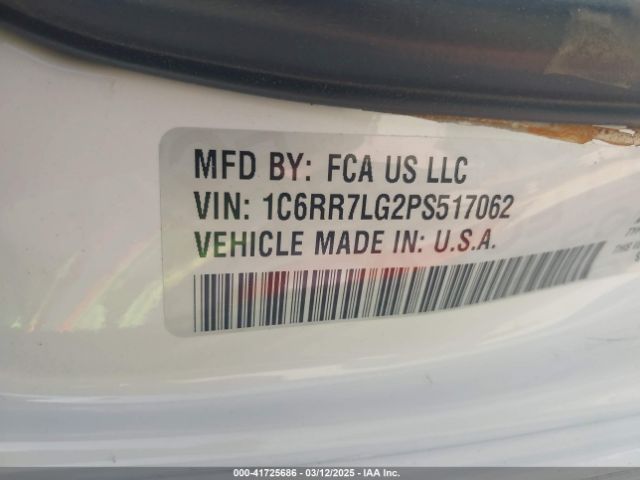 MFD BY: FCA US LLC
VIN: 1C6RR7LG2PS517062
VEHICLE MADE IN: U.S.A.
000-41725686 - 03/12/2025 - IAA Inc.